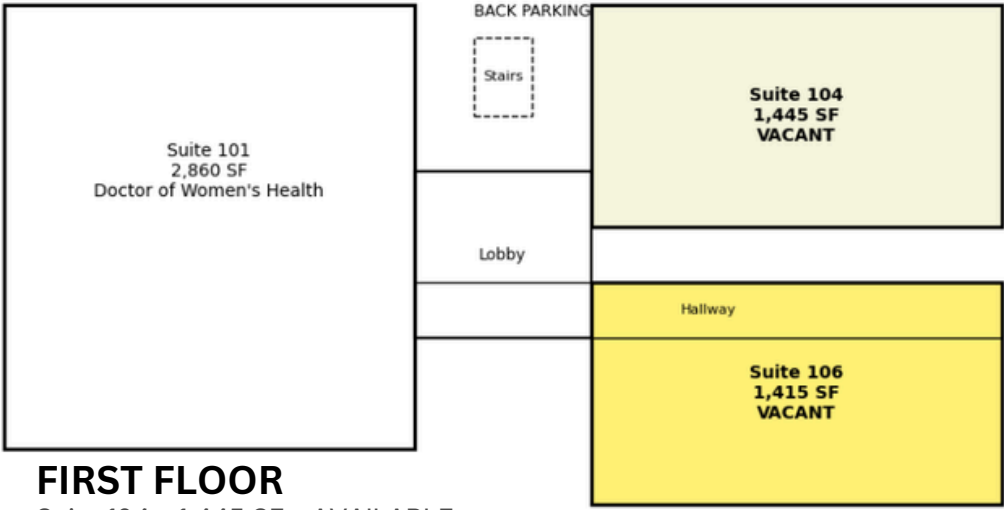 BACK PARKING
Stairs
Suite 104
1,445 SF
VACANT
Suite 101
2,860 SF
Doctor of Women's Health
Lobby
Hallway
Suite 106
1,415 SF
VACANT
FIRST FLOOR